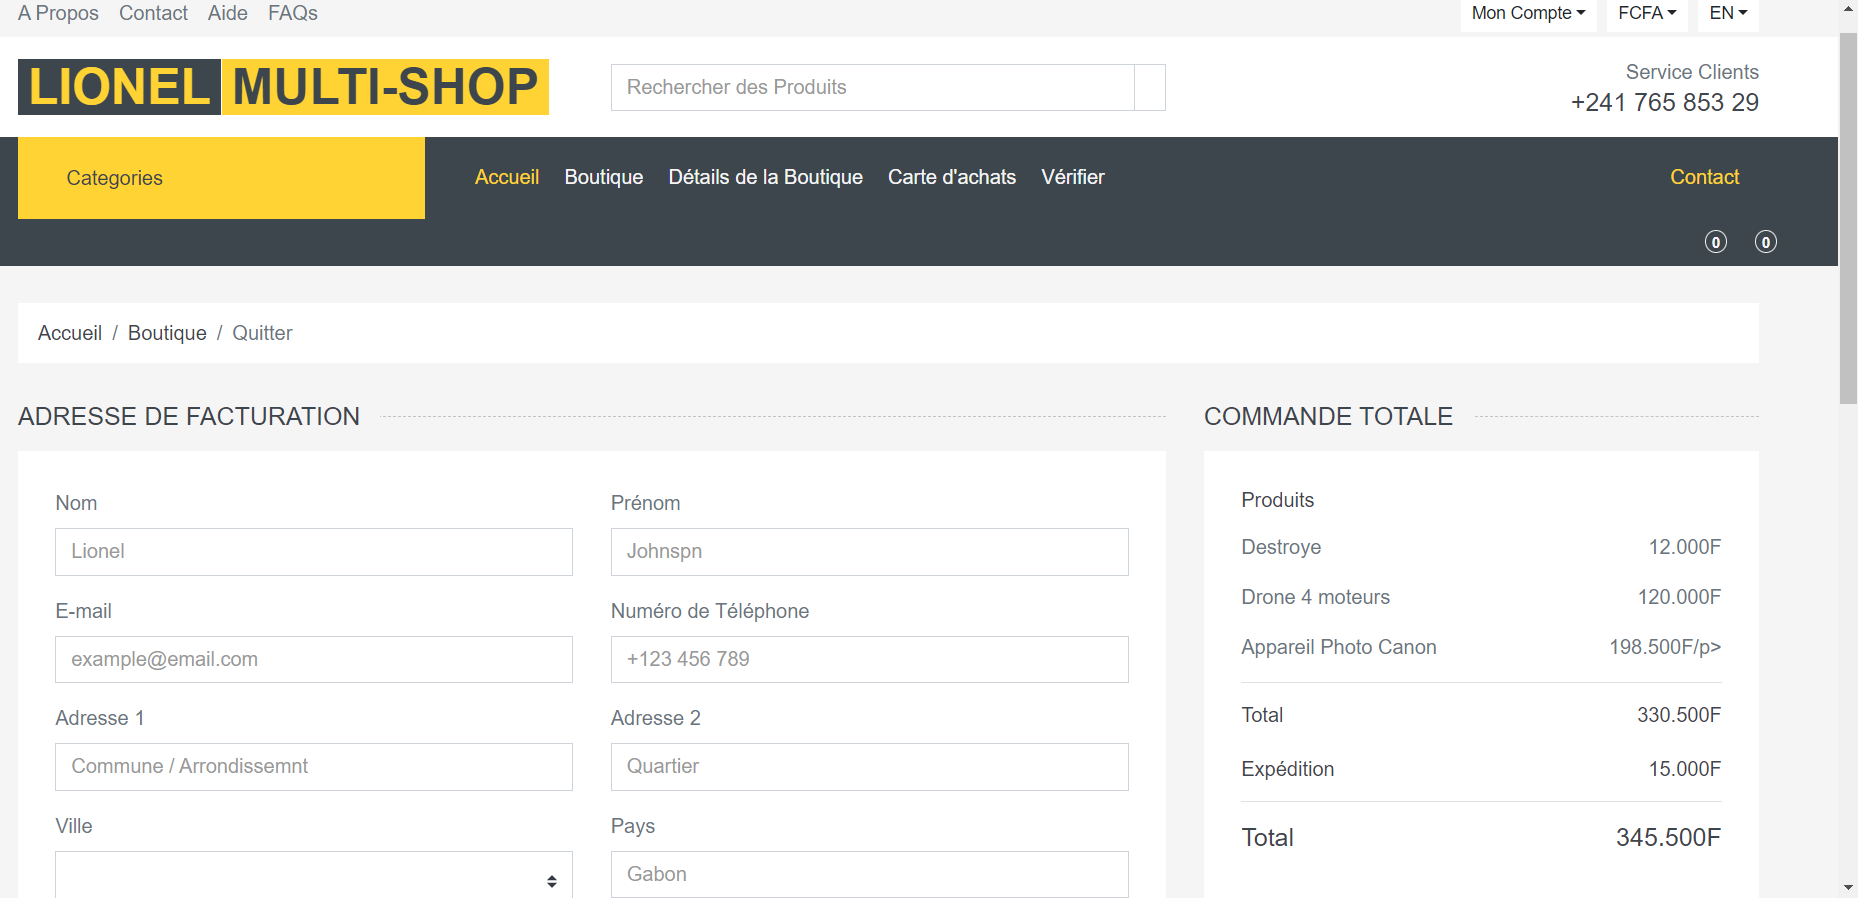 A Propos Contact Aide FAQs Mon Compte FCFA EN
LIONEL MULTI-SHOP
Rechercher des Produits
Service Clients
+241 765 853 29
Categories
Accueil Boutique Détails de la Boutique Carte d'achats Vérifier Contact
0 0
Accueil / Boutique / Quitter
ADRESSE DE FACTURATION
Nom Prénom
Lionel Johnspn
E-mail Numéro de Téléphone
example@email.com +123 456 789
Adresse 1 Adresse 2
Commune / Arrondissemnt Quartier
Ville Pays
Gabon
COMMANDE TOTALE
Produits
Destroye 12.000F
Drone 4 moteurs 120.000F
Appareil Photo Canon 198.500F/p>
Total 330.500F
Expédition 15.000F
Total 345.500F